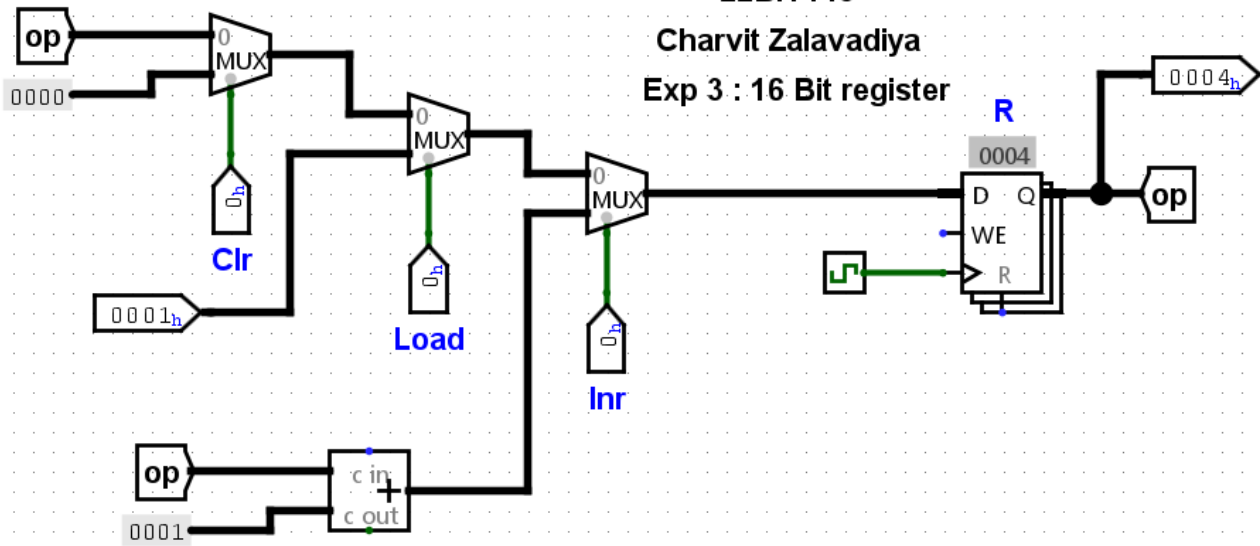 Charvit Zalavadiya
Exp 3 : 16 Bit register
op
0
MUX
0000
0h
Clr
0
MUX
0001h
0h
Load
0
MUX
0h
Inr
R
0004
D Q
WE
R
0004h
op
op
c in
+
c out
0001